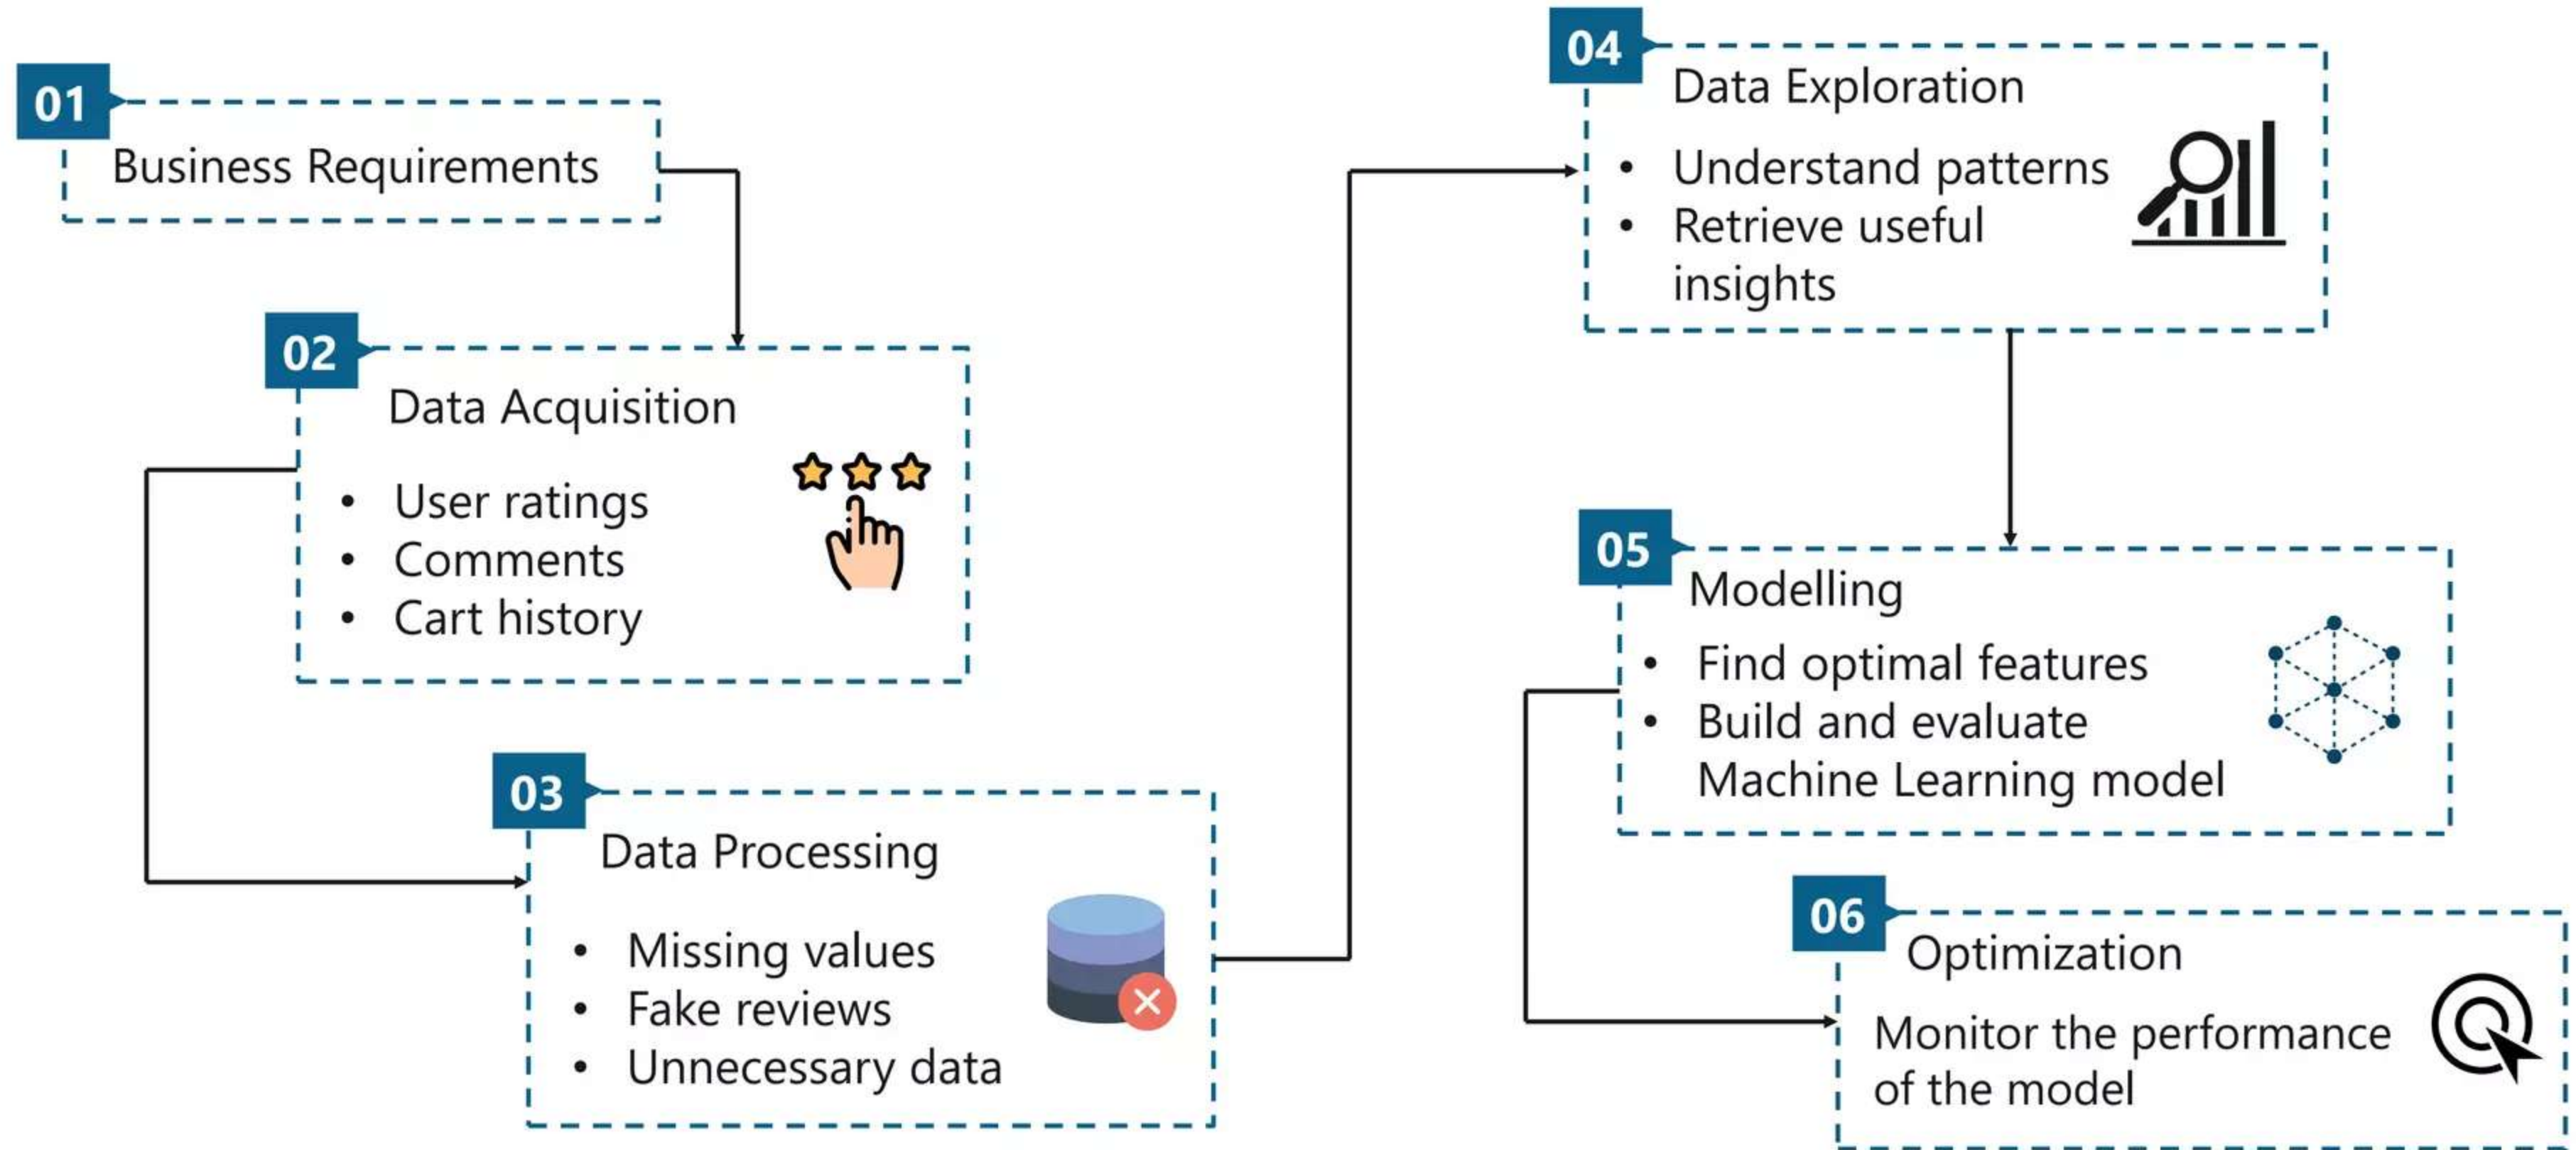 01
Business Requirements
02
Data Acquisition
• User ratings
• Comments
• Cart history
03
Data Processing
• Missing values
• Fake reviews
• Unnecessary data
04
Data Exploration
• Understand patterns
• Retrieve useful
insights
05
Modelling
• Find optimal features
• Build and evaluate
Machine Learning model
06
Optimization
Monitor the performance
of the model